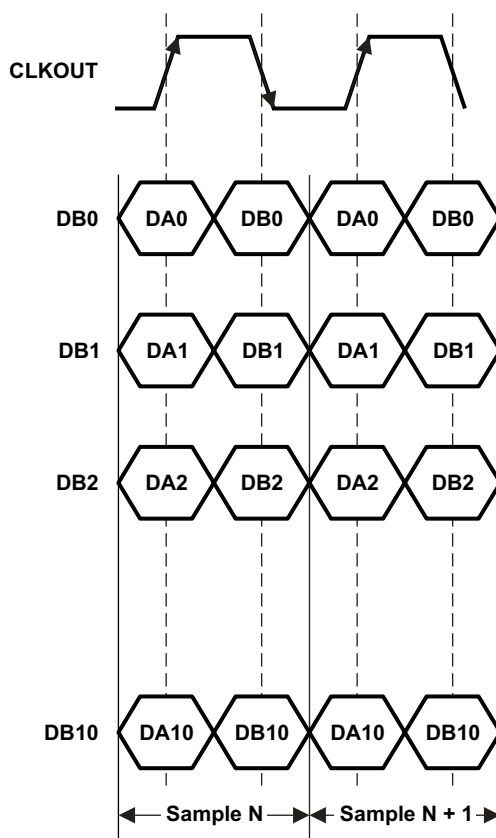 CLKOUT
DB0 DA0 DB0 DA0 DB0
DB1 DA1 DB1 DA1 DB1
DB2 DA2 DB2 DA2 DB2
DB10 DA10 DB10 DA10 DB10
Sample N Sample N + 1